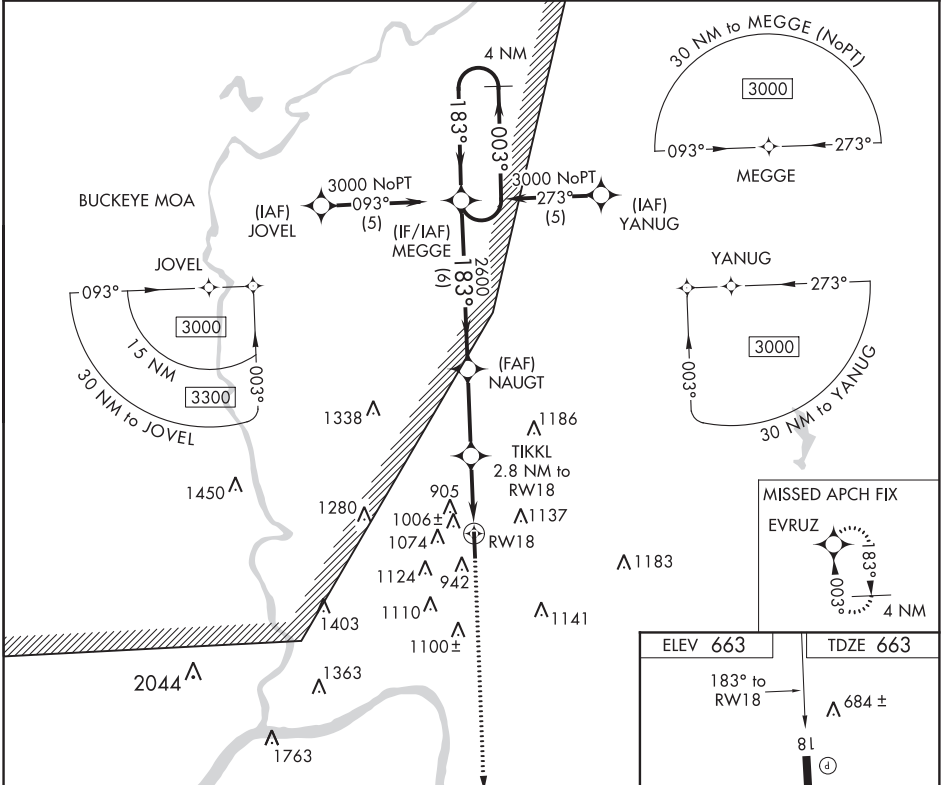 4 NM
183°
003°
30 NM to MEGGE (NoPT)
3000
093°
273°
MEGGE
BUCKEYE MOA
(IAF)
JOVEL
3000 NoPT
093°
(5)
(IF/IAF)
MEGGE
3000 NoPT
273°
(5)
(IAF)
YANUG
2600
183°
(6)
JOVEL
093°
3000
15 NM
3300
003°
30 NM to JOVEL
YANUG
273°
3000
003°
30 NM to YANUG
(FAF)
NAUGT
1338
1186
TIKKL
2.8 NM to
RW18
1450
905
1280
1006±
1137
1074
RW18
1124
942
1183
1110
1403
1141
1100±
2044
1363
1763
MISSED APCH FIX
EVRUZ
183°
003°
4 NM
ELEV 663
TDZE 663
183° to
RW18
684 ±
18
P